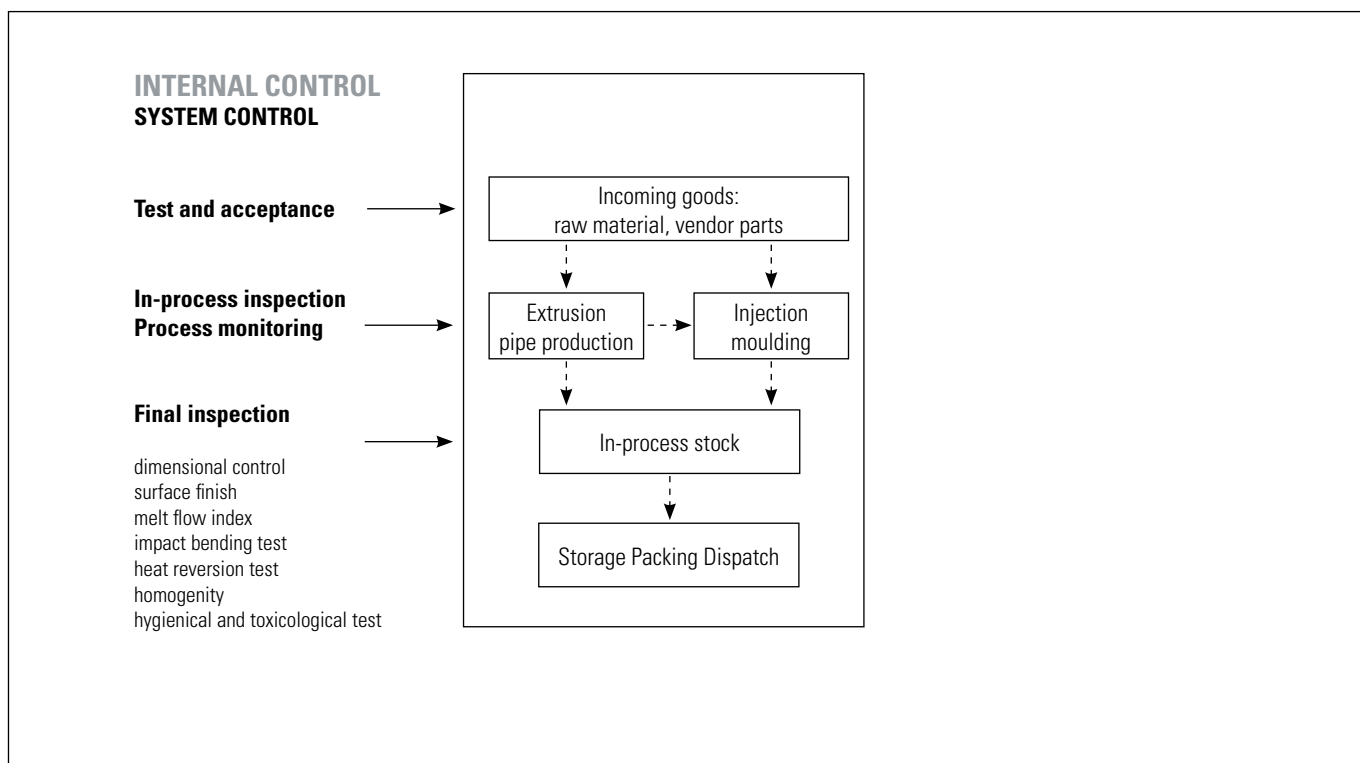 INTERNAL CONTROL
SYSTEM CONTROL
Test and acceptance
Incoming goods:
raw material, vendor parts
In-process inspection
Process monitoring
Extrusion
pipe production
Injection
moulding
Final inspection
In-process stock
dimensional control
surface finish
melt flow index
impact bending test
heat reversion test
homogenity
hygienical and toxicological test
Storage Packing Dispatch